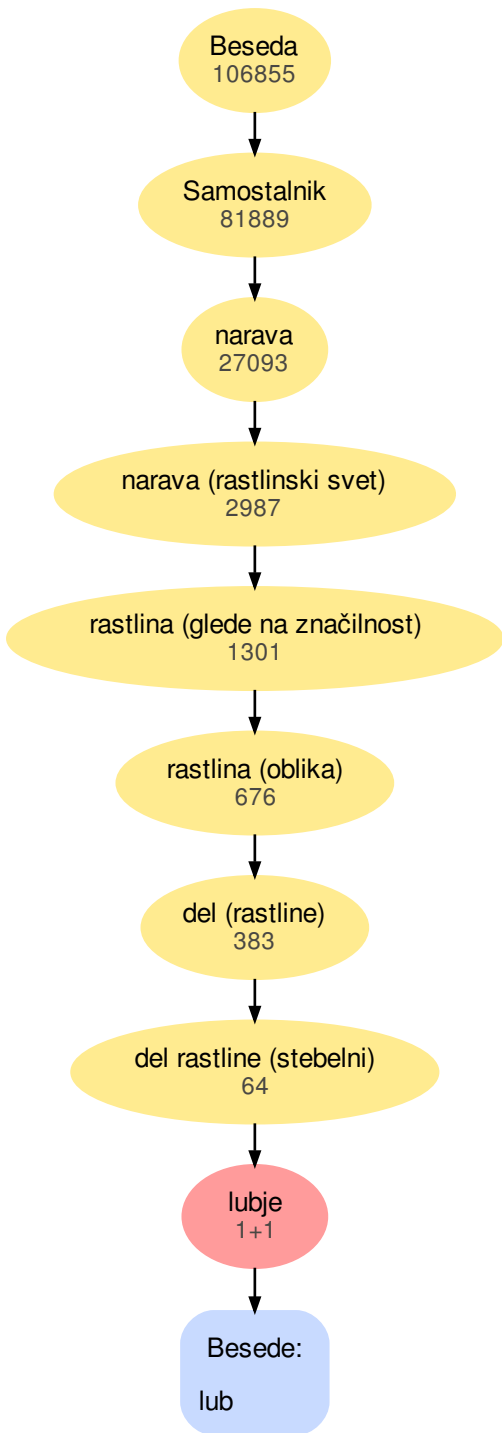 Beseda
106855
Samostalnik
81889
narava
27093
narava (rastlinski svet)
2987
rastlina (glede na značilnost)
1301
rastlina (oblika)
676
del (rastline)
383
del rastline (stebelni)
64
lubje
1+1
Besede:
lub